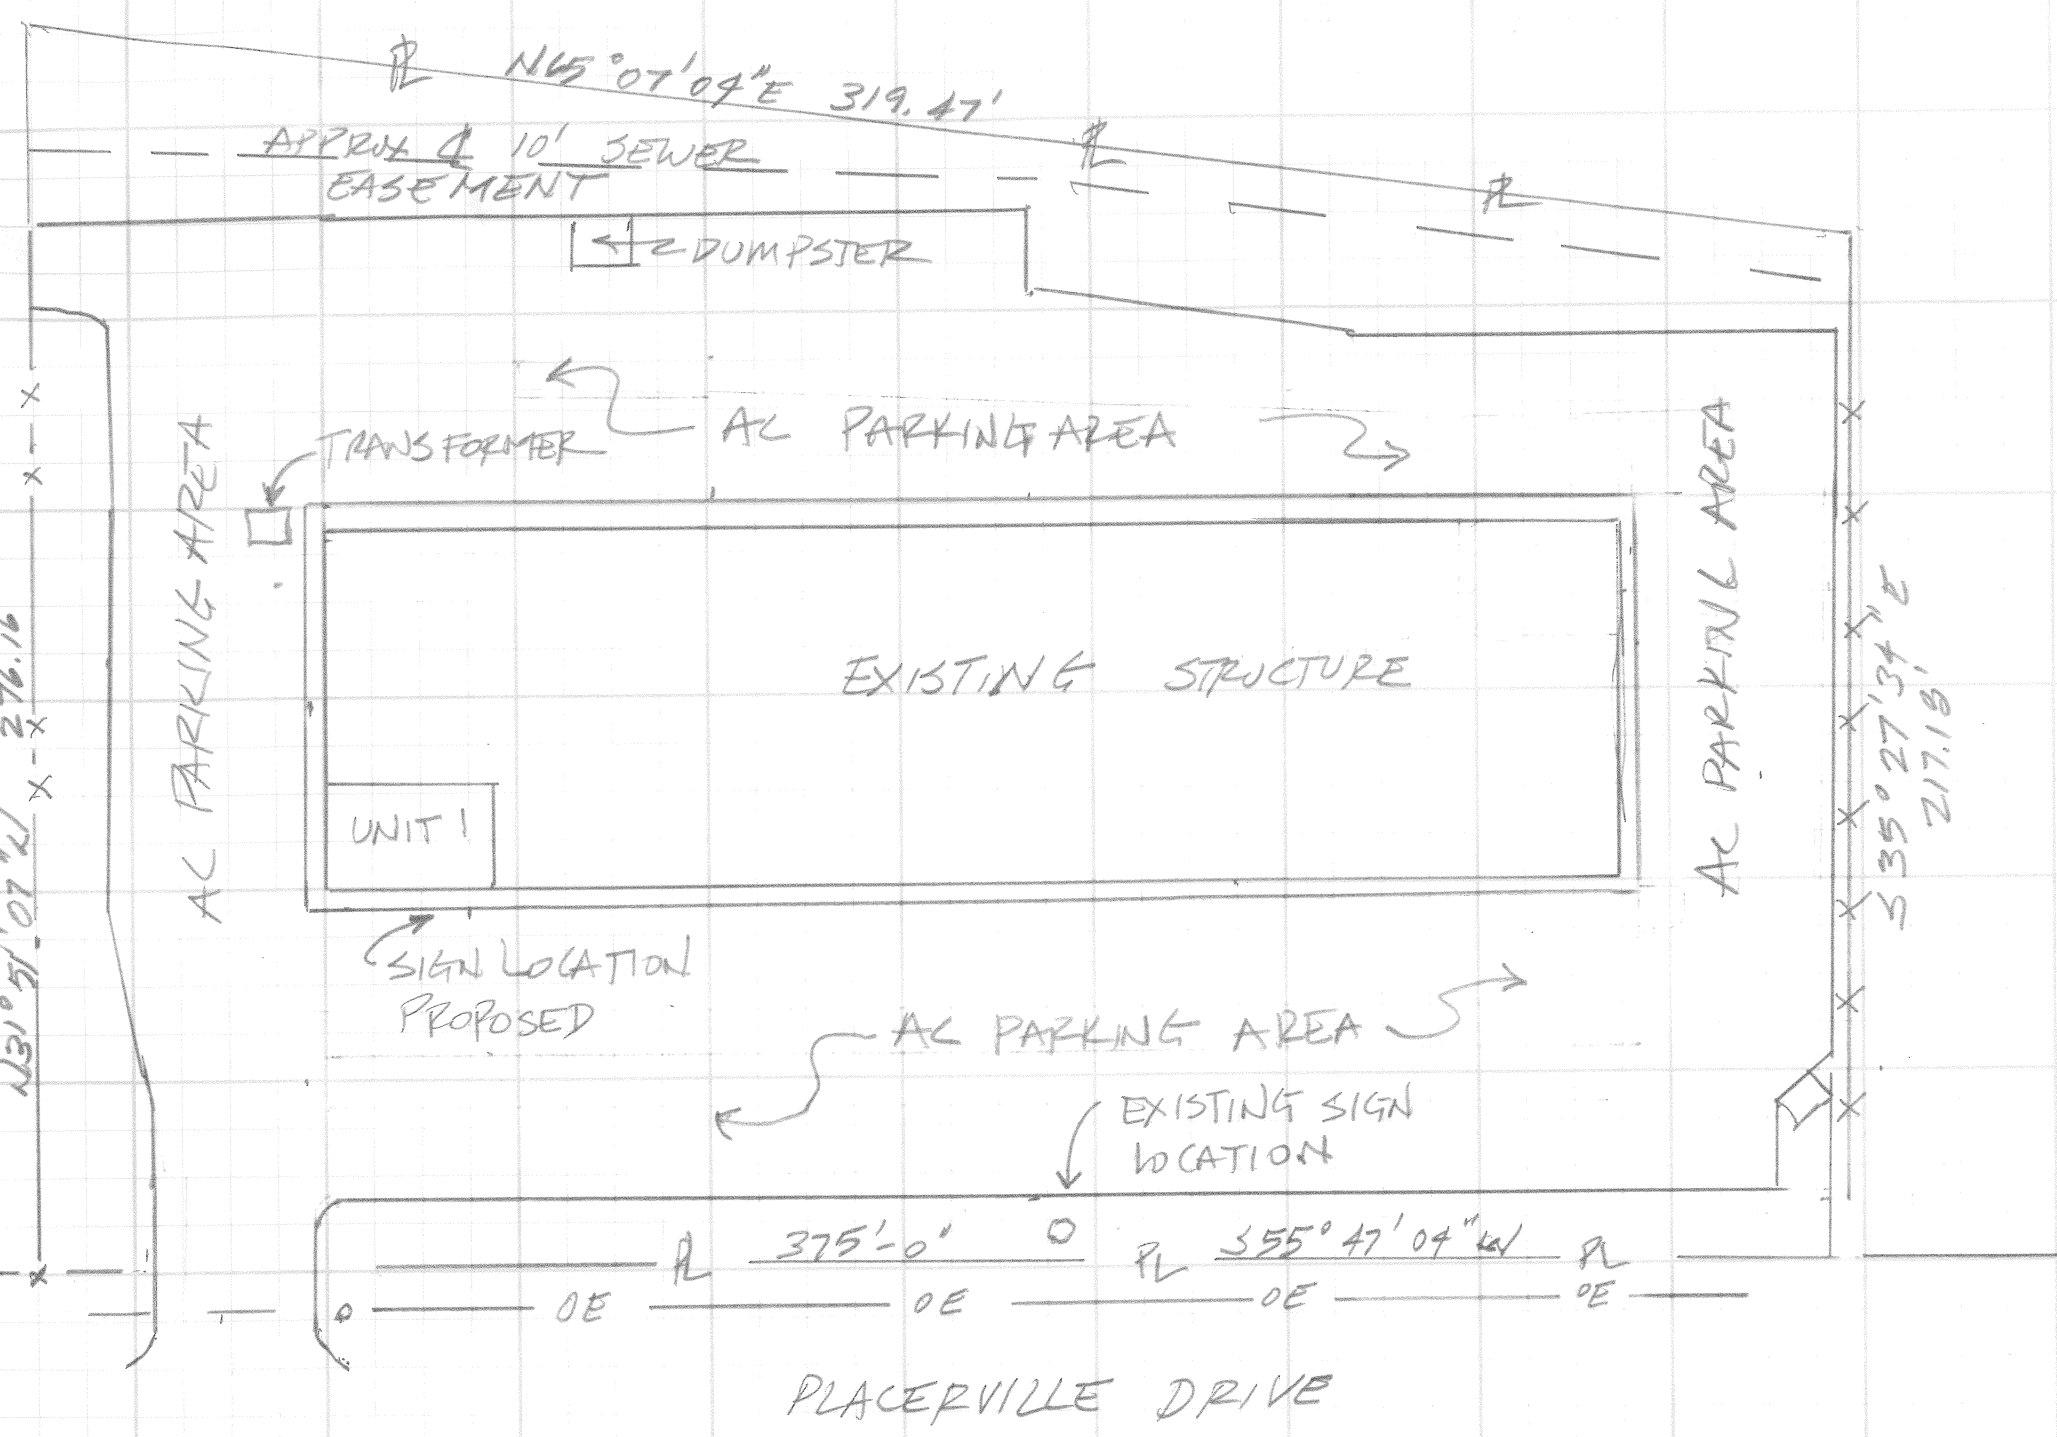 PL N65°07'04"E 319.47'
APPROX ℄ 10' SEWER
EASEMENT
PL
PL
DUMPSTER
AC PARKING AREA
TRANSFORMER
AC PARKING AREA
AC PARKING AREA
N31°51'07"W 276.16
EXISTING STRUCTURE
S 35°27'34"E
217.18'
UNIT 1
SIGN LOCATION
PROPOSED
AC PARKING AREA
EXISTING SIGN
LOCATION
PL 375'-0" PL S55°47'04"W PL
OE OE OE OE
PLACERVILLE DRIVE